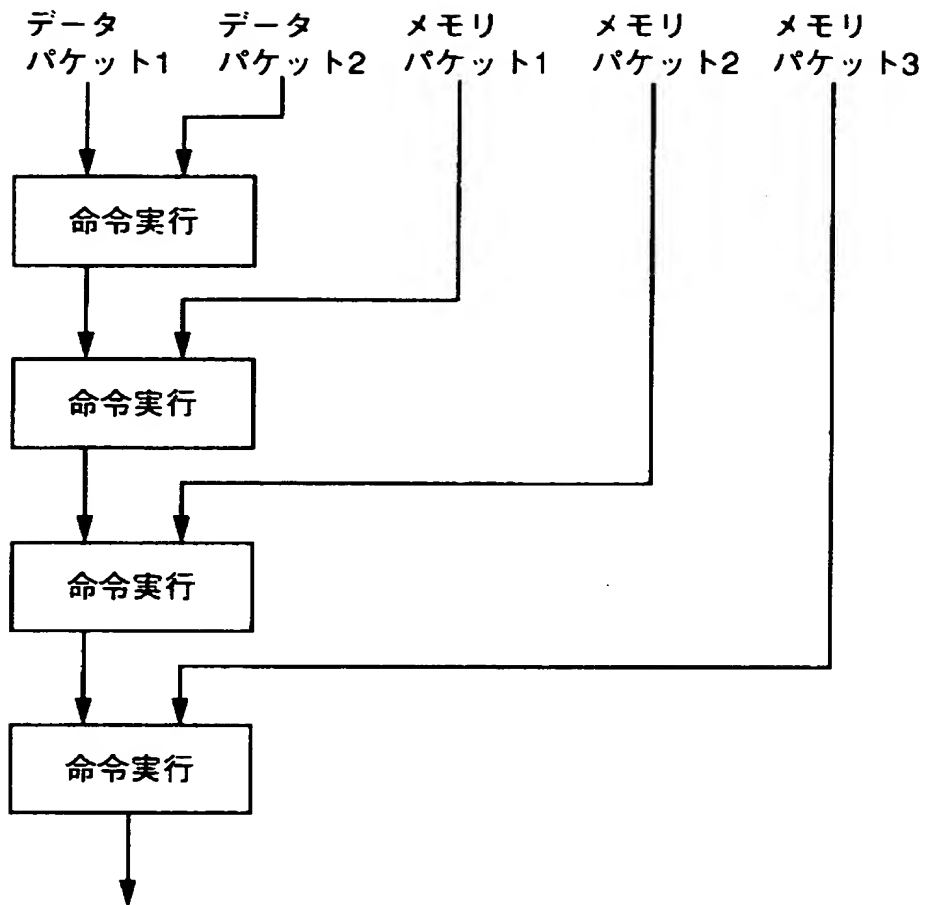 データ
パケット1
データ
パケット2
メモリ
パケット1
メモリ
パケット2
メモリ
パケット3
命令実行
命令実行
命令実行
命令実行